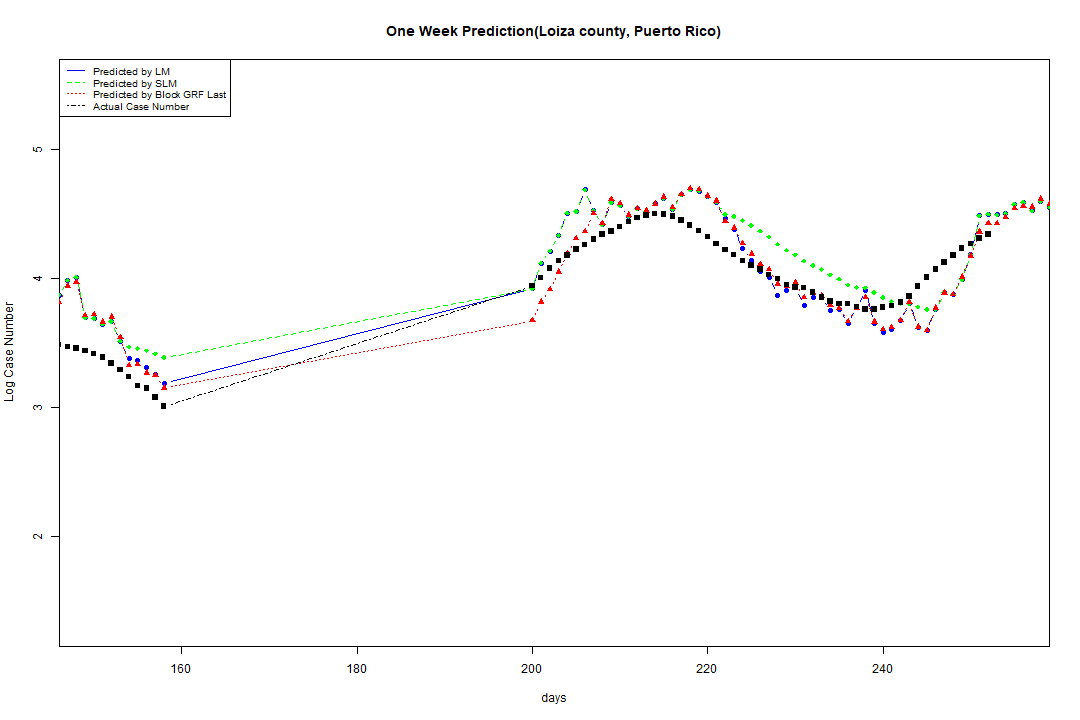 One Week Prediction(Loiza county, Puerto Rico)
Predicted by LM
Predicted by SLM
Predicted by Block GRF Last
Actual Case Number
5
4
3
2
Log Case Number
160 180 200 220 240
days